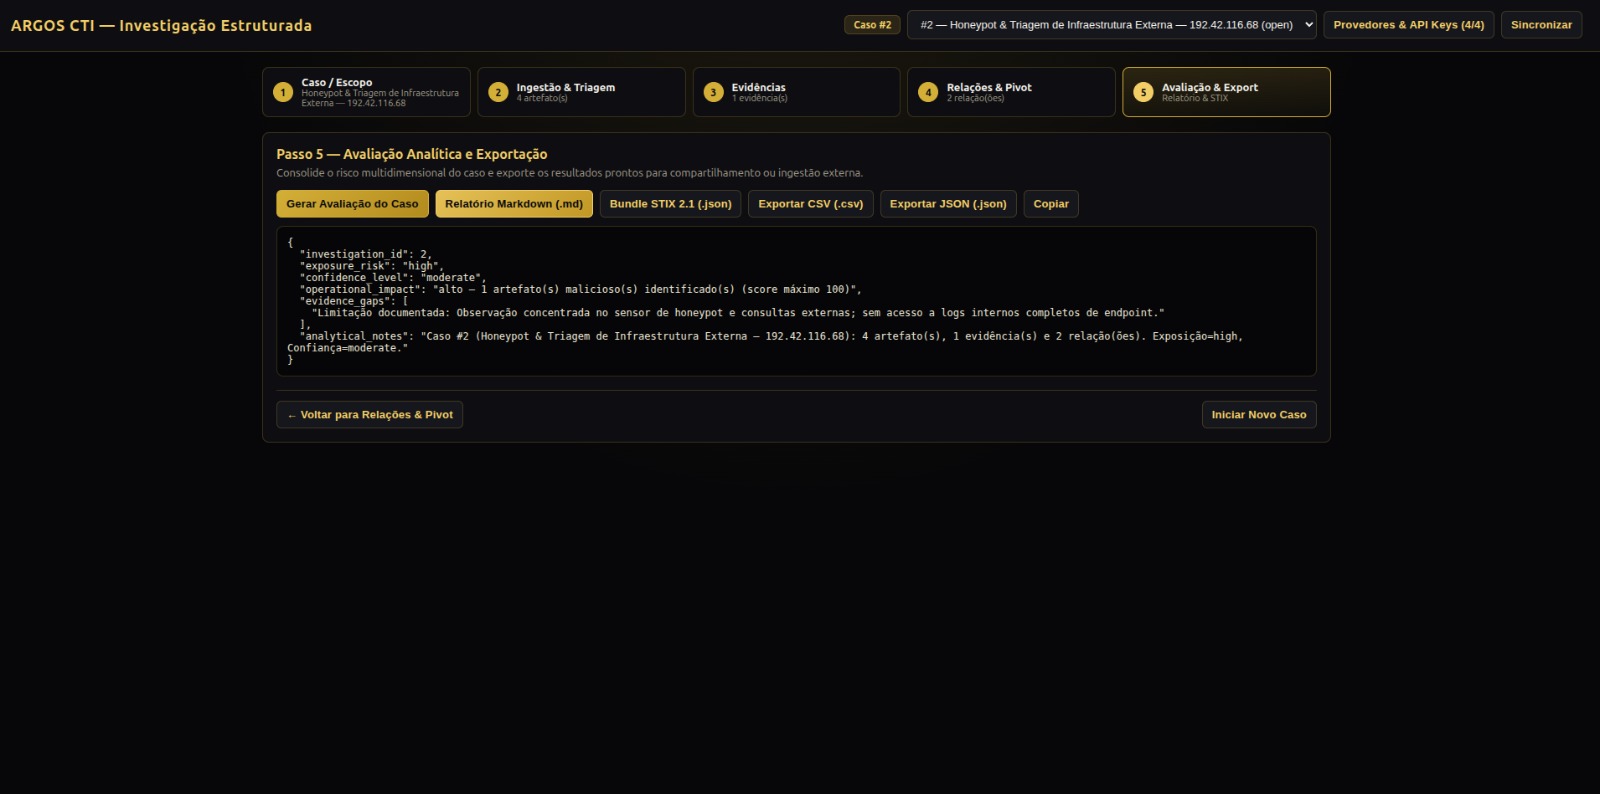 ARGOS CTI — Investigação Estruturada
Caso #2
#2 — Honeypot & Triagem de Infraestrutura Externa — 192.42.116.68 (open)
Provedores & API Keys (4/4)
Sincronizar
1
Caso / Escopo
Honeypot & Triagem de Infraestrutura
Externa — 192.42.116.68
2
Ingestão & Triagem
4 artefato(s)
3
Evidências
1 evidência(s)
4
Relações & Pivot
2 relação(ões)
5
Avaliação & Export
Relatório & STIX
Passo 5 — Avaliação Analítica e Exportação
Consolide o risco multidimensional do caso e exporte os resultados prontos para compartilhamento ou ingestão externa.
Gerar Avaliação do Caso
Relatório Markdown (.md)
Bundle STIX 2.1 (.json)
Exportar CSV (.csv)
Exportar JSON (.json)
Copiar
{
"investigation_id": 2,
"exposure_risk": "high",
"confidence_level": "moderate",
"operational_impact": "alto — 1 artefato(s) malicioso(s) identificado(s) (score máximo 100)",
"evidence_gaps": [
"Limitação documentada: Observação concentrada no sensor de honeypot e consultas externas; sem acesso a logs internos completos de endpoint."
],
"analytical_notes": "Caso #2 (Honeypot & Triagem de Infraestrutura Externa — 192.42.116.68): 4 artefato(s), 1 evidência(s) e 2 relação(ões). Exposição=high,
Confiança=moderate."
}
← Voltar para Relações & Pivot
Iniciar Novo Caso